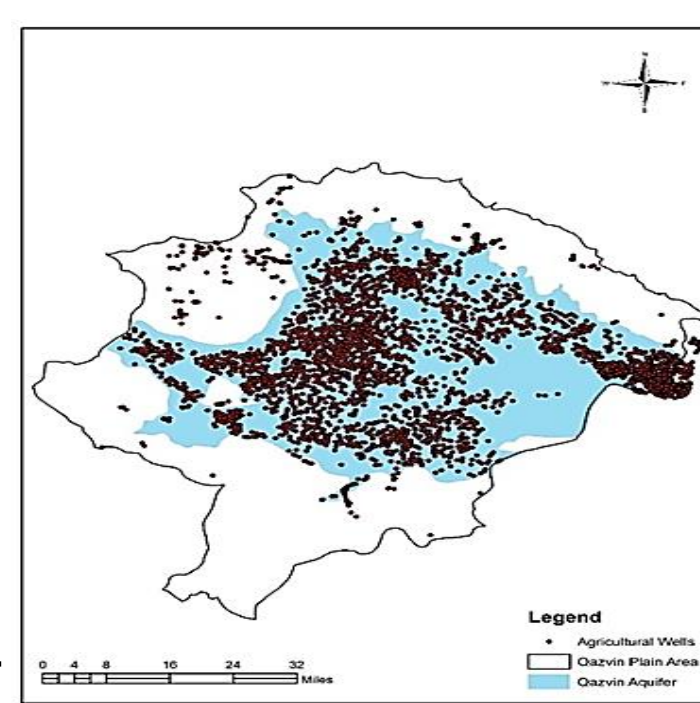 N
W E
S
Legend
Agricultural Wells
Qazvin Plain Area
Qazvin Aquifer
0 4 8 16 24 32
Miles